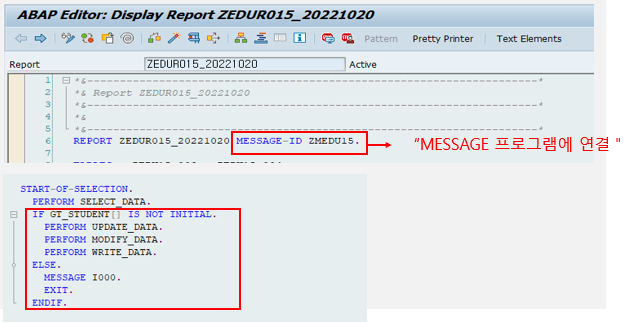 ABAP Editor: Display Report ZEDUR015_20221020
Pattern Pretty Printer Text Elements
Report ZEDUR015_20221020 Active
1 *&---------------------------------------------------------------------*
2 *& Report ZEDUR015_20221020
3 *&---------------------------------------------------------------------*
4 *&
5 *&---------------------------------------------------------------------*
6 REPORT ZEDUR015_20221020 MESSAGE-ID ZMEDU15.
7
"MESSAGE 프로그램에 연결 "
START-OF-SELECTION.
PERFORM SELECT_DATA.
IF GT_STUDENT[] IS NOT INITIAL.
PERFORM UPDATE_DATA.
PERFORM MODIFY_DATA.
PERFORM WRITE_DATA.
ELSE.
MESSAGE I000.
EXIT.
ENDIF.